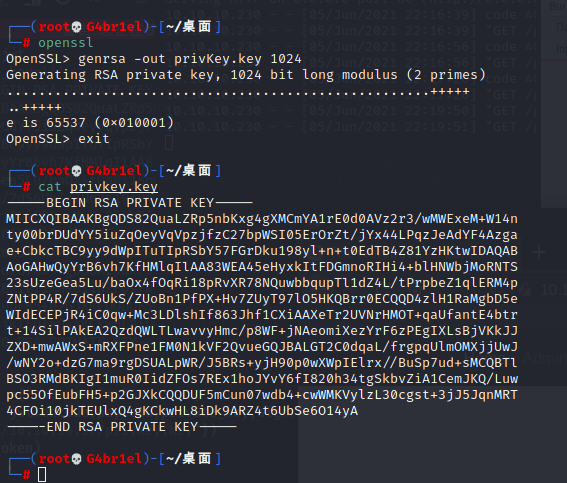 ┌──(root💀G4br1el)-[~/桌面]
└─# openssl
OpenSSL> genrsa -out privKey.key 1024
Generating RSA private key, 1024 bit long modulus (2 primes)
.....................................................+++++
..+++++
e is 65537 (0x010001)
OpenSSL> exit
┌──(root💀G4br1el)-[~/桌面]
└─# cat privkey.key
-----BEGIN RSA PRIVATE KEY-----
MIICXQIBAAKBgQDS82QuaLZRp5nbKxg4gXMCmYA1rE0d0AVz2r3/wMWExeM+W14n
ty00brDUdYY5iuZqOeyVqVpzjfzC27bpWSI05ErOrZt/jYx44LPqzJeAdYF4Azga
e+CbkcTBC9yy9dWpITuTIpRSbY57FGrDku198yl+n+t0EdTB4Z81YzHKtwIDAQAB
AoGAHwQyYrB6vh7KfHMlqIlAA83WEA45eHyxkItFDGmnoRIHi4+blHNWbjMoRNTS
23sUzeGea5Lu/baOx4fOqRi18pRvXR78NQuwbbqupTl1dZ4L/tPrpbeZ1qlERM4p
ZNtPP4R/7dS6UkS/ZUoBn1PfPX+Hv7ZUyT97lO5HKQBrr0ECQQD4zlH1RaMgbD5e
WIdECEPjR4iC0qw+Mc3LDlshIf863Jhf1CXiAAXeTr2UVNrHMOT+qaUfantE4btr
t+14SilPAkEA2QzdQWLTLwavvyHmc/p8WF+jNAeomiXezYrF6zPEgIXLsBjVKkJJ
ZXD+mwAWxS+mRXFPne1FM0N1kVF2QvueGQJBALGT2C0dqaL/frgpqUlmOMXjjUwJ
/wNY2o+dzG7ma9rgDSUALpWR/J5BRs+yjH90p0wXWpIElrx//BuSp7ud+sMCQBTl
BSO3RMdBKIgI1muR0IidZFOs7REx1hoJYvY6fI820h34tgSkbvZiA1CemJKQ/Luw
pc55OfEubFH5+p2GJXkCQQDUF5mCun07wdb4+cwWMKVylzL30cgst+3jJ5JqnMRT
4CFOi10jkTEUlxQ4gKCkwHL8iDk9ARZ4t6UbSe6O14yA
-----END RSA PRIVATE KEY-----
┌──(root💀G4br1el)-[~/桌面]
└─#